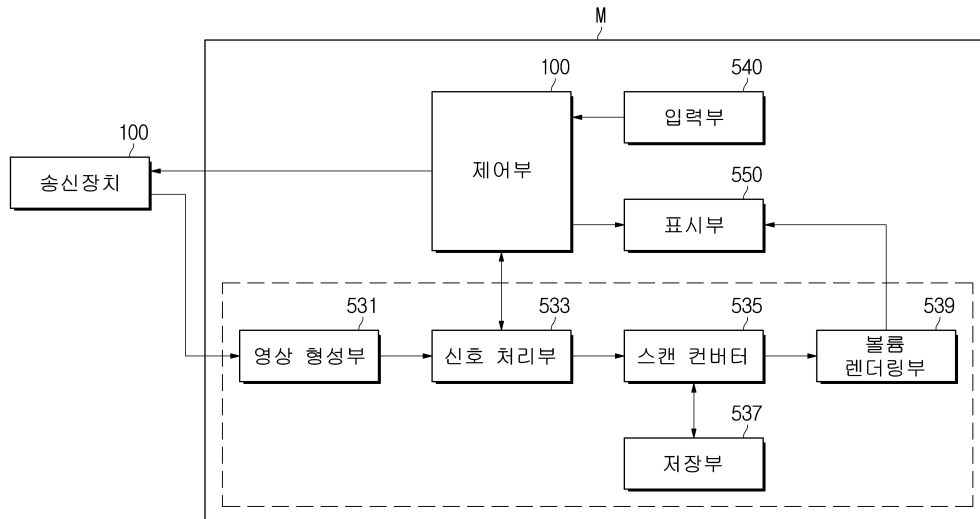 M
100
540
입력부
100
제어부
송신장치
550
표시부
531
533
535
539
영상 형성부
신호 처리부
스캔 컨버터
볼륨
렌더링부
537
저장부